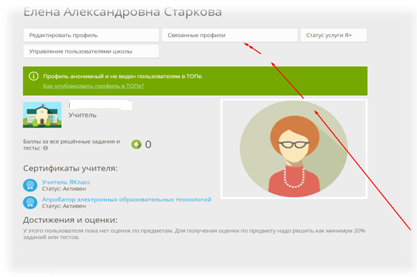 Елена Александровна Старкова
Редактировать профиль
Связанные профили
Статус услуги Я+
Управление пользователями школы
Профиль анонимный и не виден пользователям в ТОПе.
Как опубликовать профиль в ТОПе?
Учитель
Баллы за все решённые задания и
тесты:
0
Сертификаты учителя:
Учитель ЯКласс
Статус: Активен
Апробатор электронных образовательных технологий
Статус: Активен
Достижения и оценки:
У этого пользователя пока нет оценок по предметам. Для получения оценки по предмету надо решить как минимум 20%
заданий или тестов.